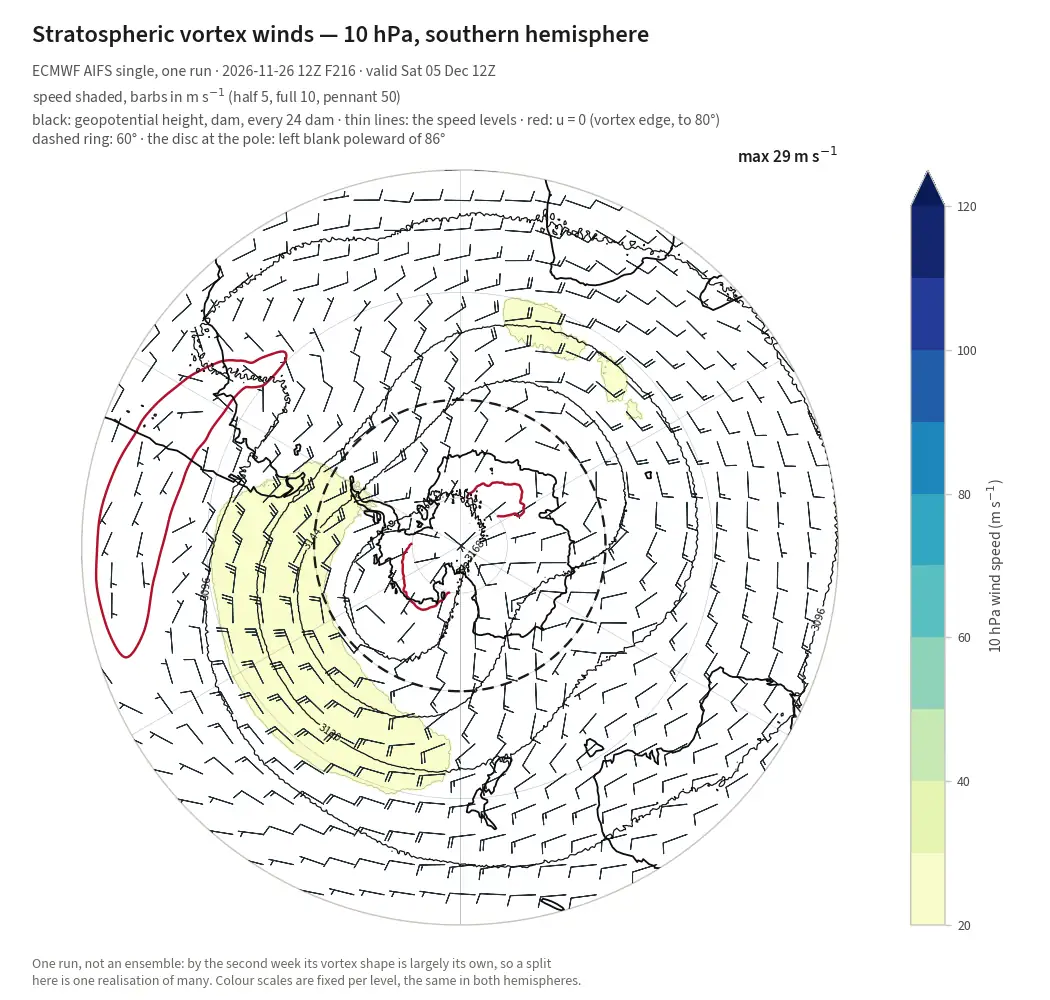 Stratospheric vortex winds — 10 hPa, southern hemisphere
ECMWF AIFS single, one run · 2026-11-26 12Z F216 · valid Sat 05 Dec 12Z
speed shaded, barbs in m s⁻¹ (half 5, full 10, pennant 50)
black: geopotential height, dam, every 24 dam · thin lines: the speed levels · red: u = 0 (vortex edge, to 80°)
dashed ring: 60° · the disc at the pole: left blank poleward of 86°
max 29 m s⁻¹
120
100
80
60
40
20
10 hPa wind speed (m s⁻¹)
3144
3168
3096
3096
3120
One run, not an ensemble: by the second week its vortex shape is largely its own, so a split
here is one realisation of many. Colour scales are fixed per level, the same in both hemispheres.